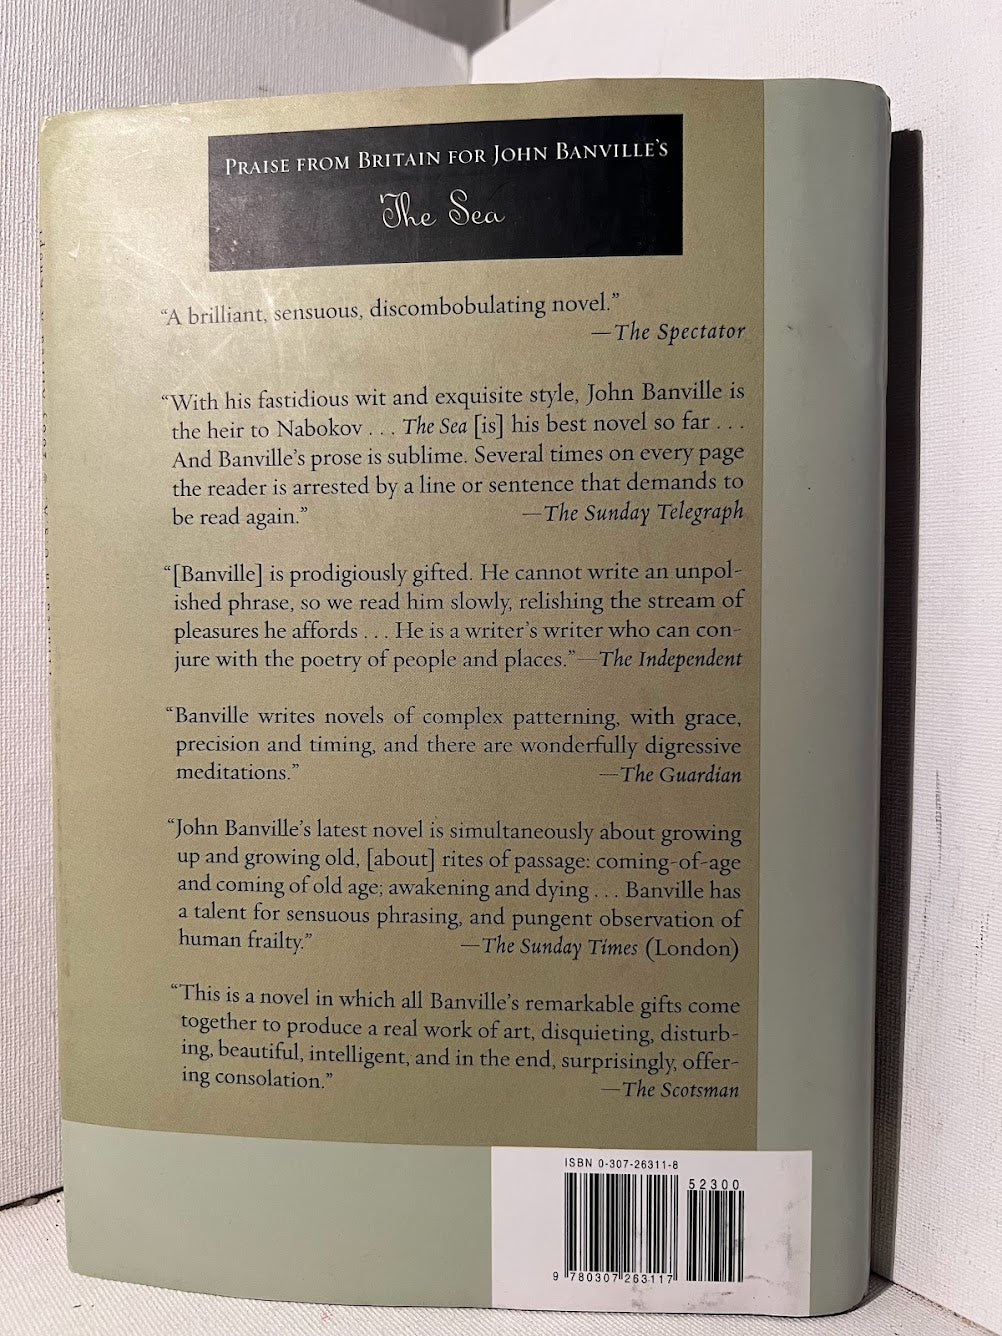 PRAISE FROM BRITAIN FOR JOHN BANVILLE'S
The Sea
“A brilliant, sensuous, discombobulating novel.”
—The Spectator
“With his fastidious wit and exquisite style, John Banville is
the heir to Nabokov . . . The Sea [is] his best novel so far . . .
And Banville’s prose is sublime. Several times on every page
the reader is arrested by a line or sentence that demands to
be read again.” —The Sunday Telegraph
“[Banville] is prodigiously gifted. He cannot write an unpol-
ished phrase, so we read him slowly, relishing the stream of
pleasures he affords . . . He is a writer’s writer who can con-
jure with the poetry of people and places.”—The Independent
“Banville writes novels of complex patterning, with grace,
precision and timing, and there are wonderfully digressive
meditations.” —The Guardian
“John Banville’s latest novel is simultaneously about growing
up and growing old, [about] rites of passage: coming-of-age
and coming of old age; awakening and dying . . . Banville has
a talent for sensuous phrasing, and pungent observation of
human frailty.” —The Sunday Times (London)
“This is a novel in which all Banville’s remarkable gifts come
together to produce a real work of art, disquieting, disturb-
ing, beautiful, intelligent, and in the end, surprisingly, offer-
ing consolation.” —The Scotsman
ISBN 0-307-26311-8
52300
9 780307 263117